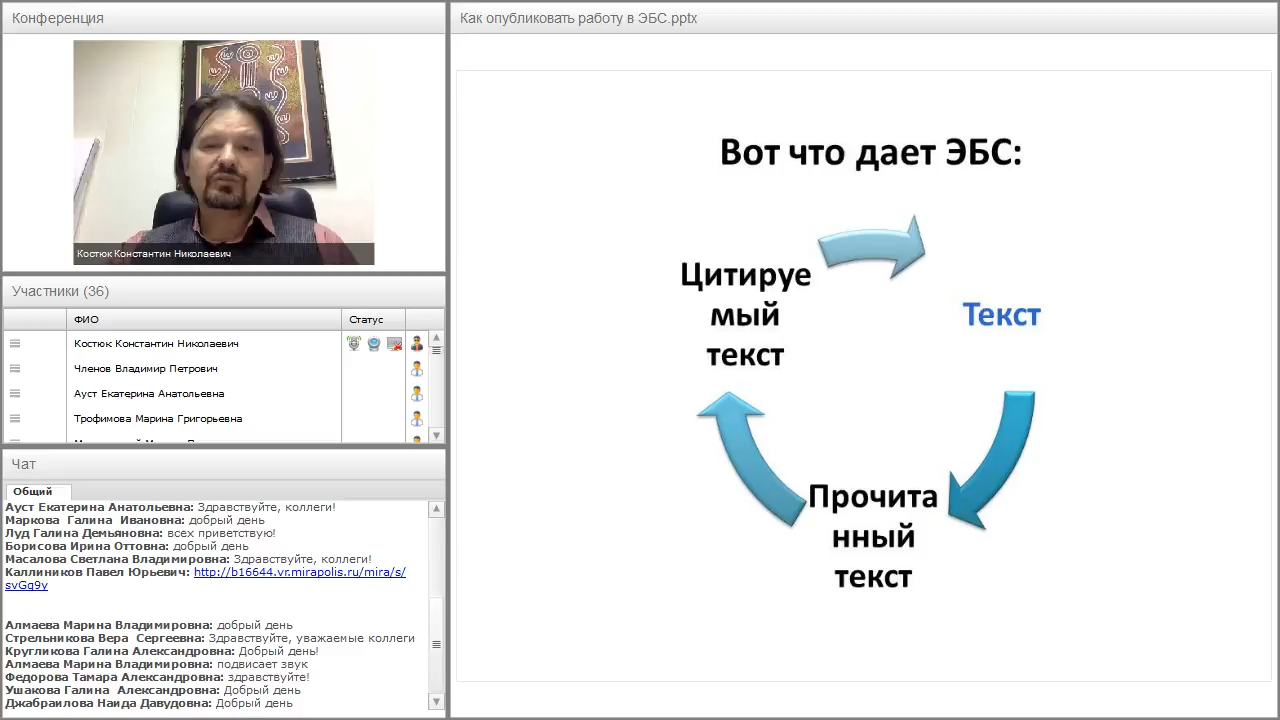 Конференция
Костюк Константин Николаевич
Участники (36)
ФИО Статус
Костюк Константин Николаевич
Членов Владимир Петрович
Ауст Екатерина Анатольевна
Трофимова Марина Григорьевна
Чат
Общий
Ауст Екатерина Анатольевна: Здравствуйте, коллеги!
Маркова Галина Ивановна: добрый день
Луд Галина Демьяновна: всех приветствую!
Борисова Ирина Оттовна: добрый день
Масалова Светлана Владимировна: Здравствуйте, коллеги!
Каллиников Павел Юрьевич: http://b16644.vr.mirapolis.ru/mira/s/
svGq9y
Алмаева Марина Владимировна: добрый день
Стрельникова Вера Сергеевна: Здравствуйте, уважаемые коллеги
Кругликова Галина Александровна: Добрый день!
Алмаева Марина Владимировна: подвисает звук
Федорова Тамара Александровна: здравствуйте!
Ушакова Галина Александровна: Добрый день
Джабраилова Наида Давудовна: Добрый день
Как опубликовать работу в ЭБС.pptx
Вот что дает ЭБС:
Текст
Прочита
нный
текст
Цитируе
мый
текст